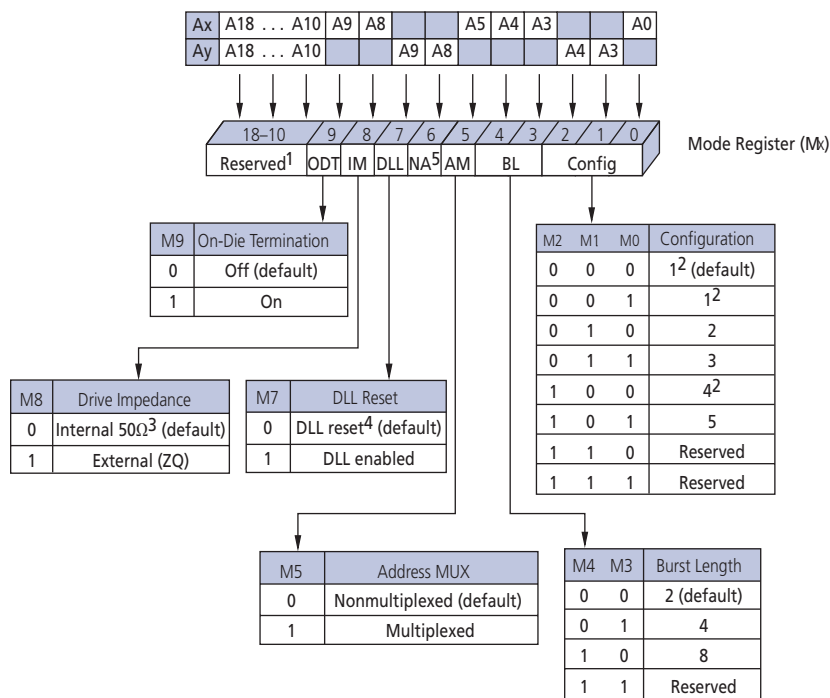 Ax A18 . . . A10 A9 A8 A5 A4 A3 A0
Ay A18 . . . A10 A9 A8 A4 A3
18–10 9 8 7 6 5 4 3 2 1 0
Mode Register (Mx)
Reserved1 ODT IM DLL NA5 AM BL Config
M9 On-Die Termination
0 Off (default)
1 On
M2 M1 M0 Configuration
0 0 0 12 (default)
0 0 1 12
0 1 0 2
0 1 1 3
1 0 0 42
1 0 1 5
1 1 0 Reserved
1 1 1 Reserved
M8 Drive Impedance
0 Internal 50Ω3 (default)
1 External (ZQ)
M7 DLL Reset
0 DLL reset4 (default)
1 DLL enabled
M5 Address MUX
0 Nonmultiplexed (default)
1 Multiplexed
M4 M3 Burst Length
0 0 2 (default)
0 1 4
1 0 8
1 1 Reserved